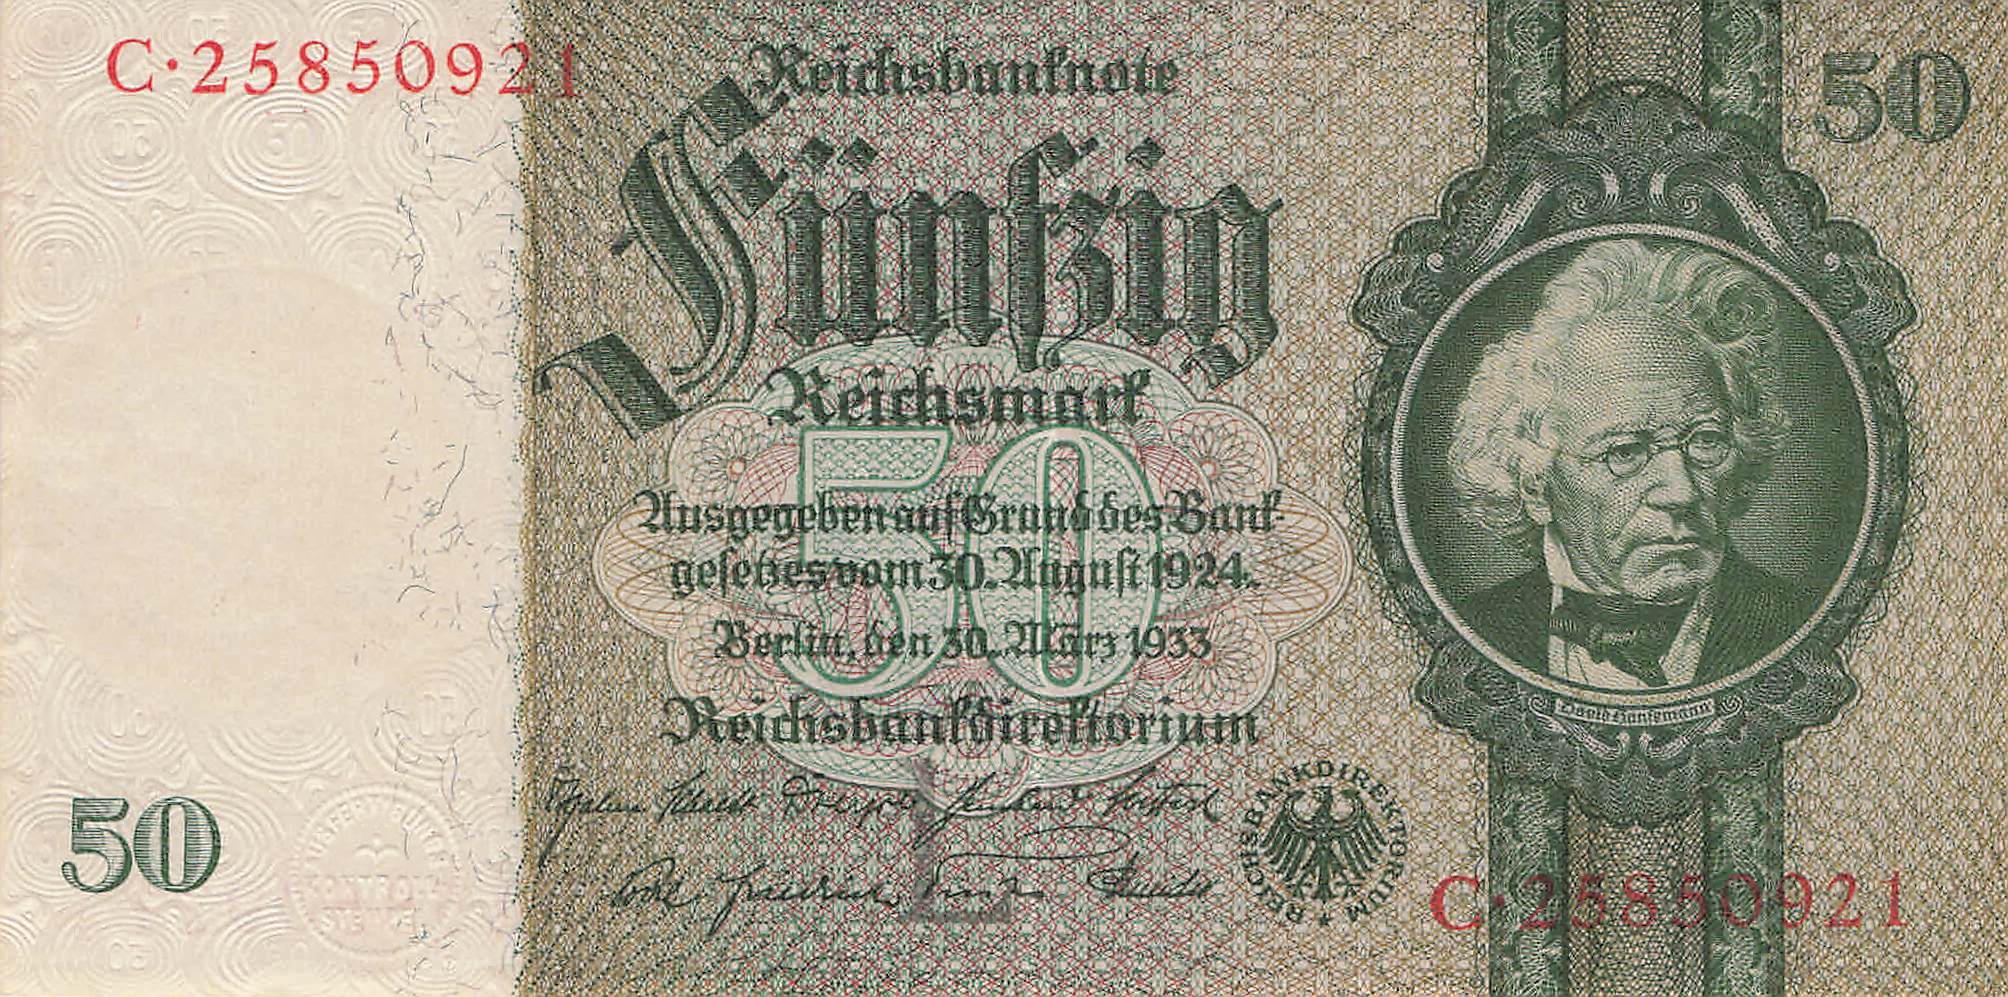 C·25850921
Reichsbanknote
50
Fünfzig
Reichsmark
50
Ausgegeben auf Grund des Bank-
gesetzes vom 30. August 1924.
Berlin, den 30. März 1933
Reichsbankdirektorium
David Hansemann
REICHSBANKDIREKTORIUM
50
L
C·25850921